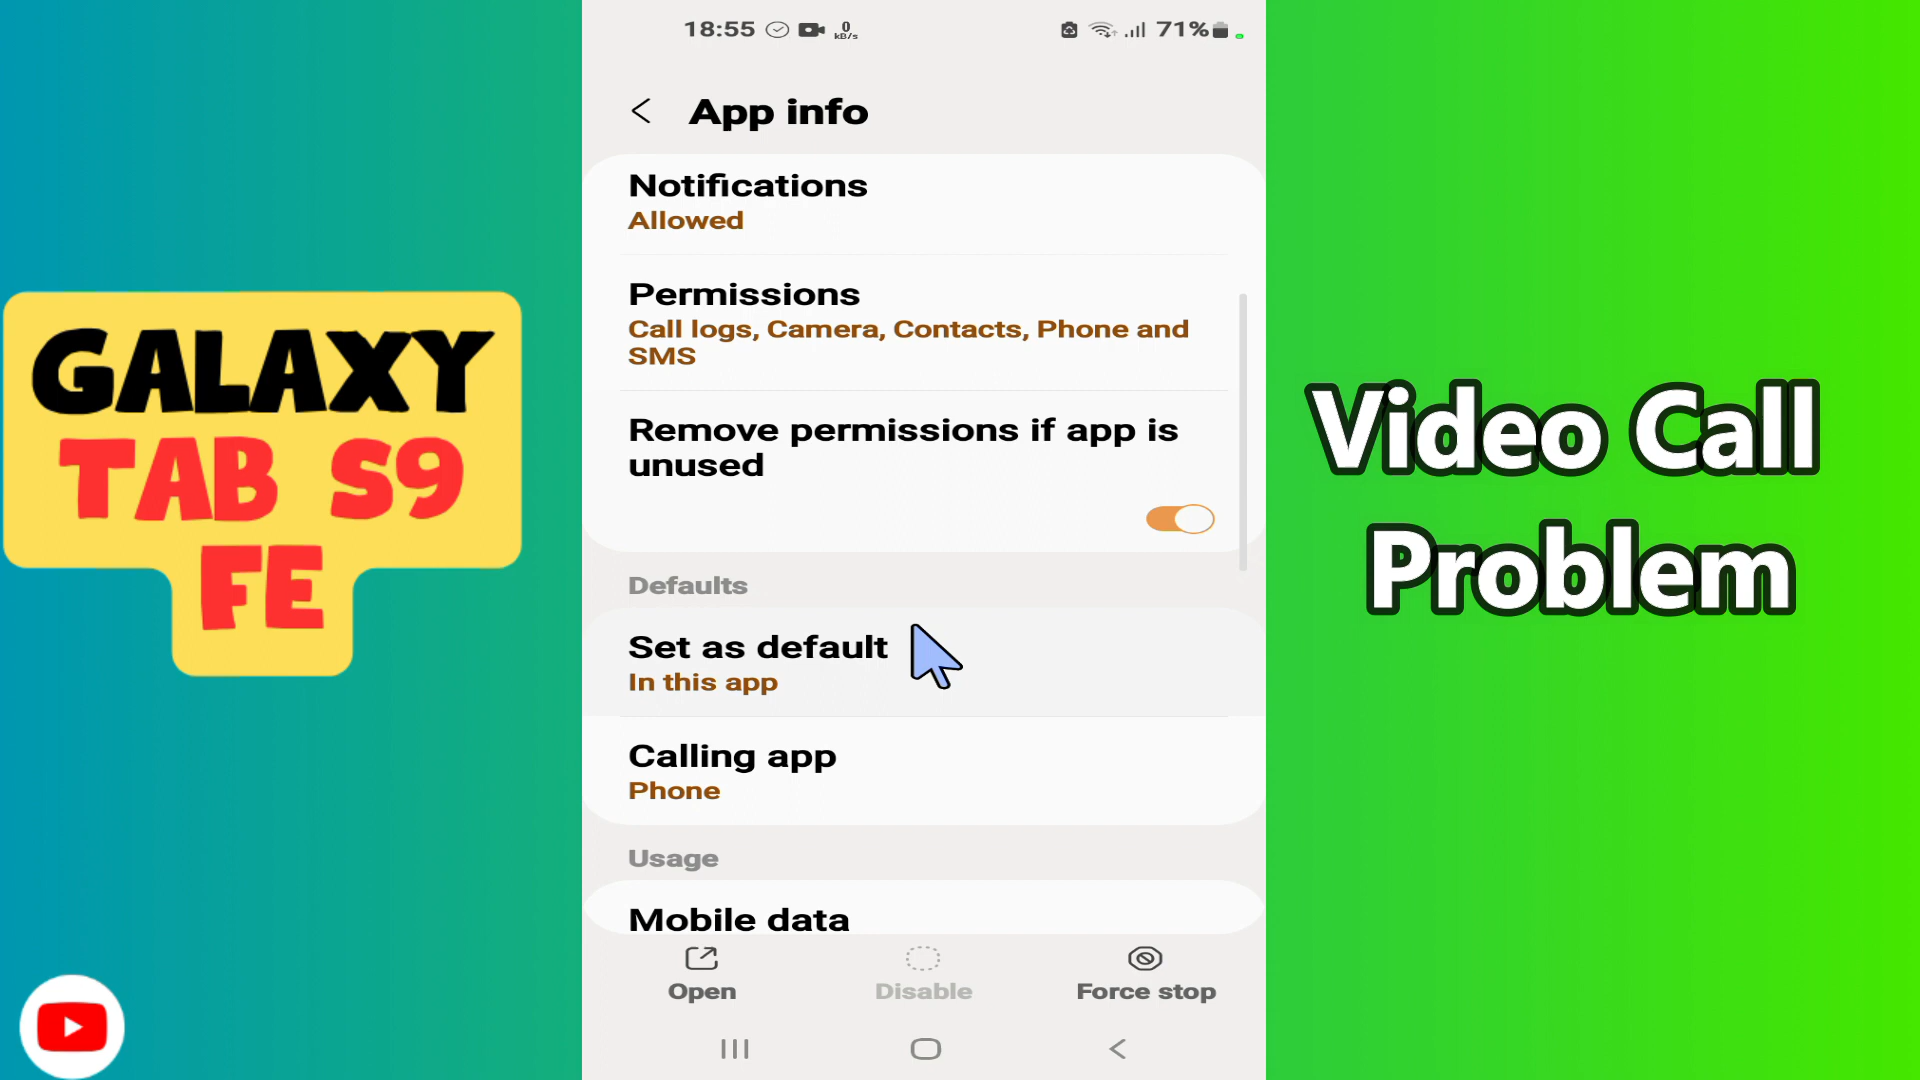 18:55 0 kB/s 71%
App info
Notifications
Allowed
Permissions
Call logs, Camera, Contacts, Phone and
SMS
Remove permissions if app is
unused
Defaults
Set as default
In this app
Calling app
Phone
Usage
Mobile data
Open Disable Force stop
GALAXY
TAB S9
FE
Video Call
Problem